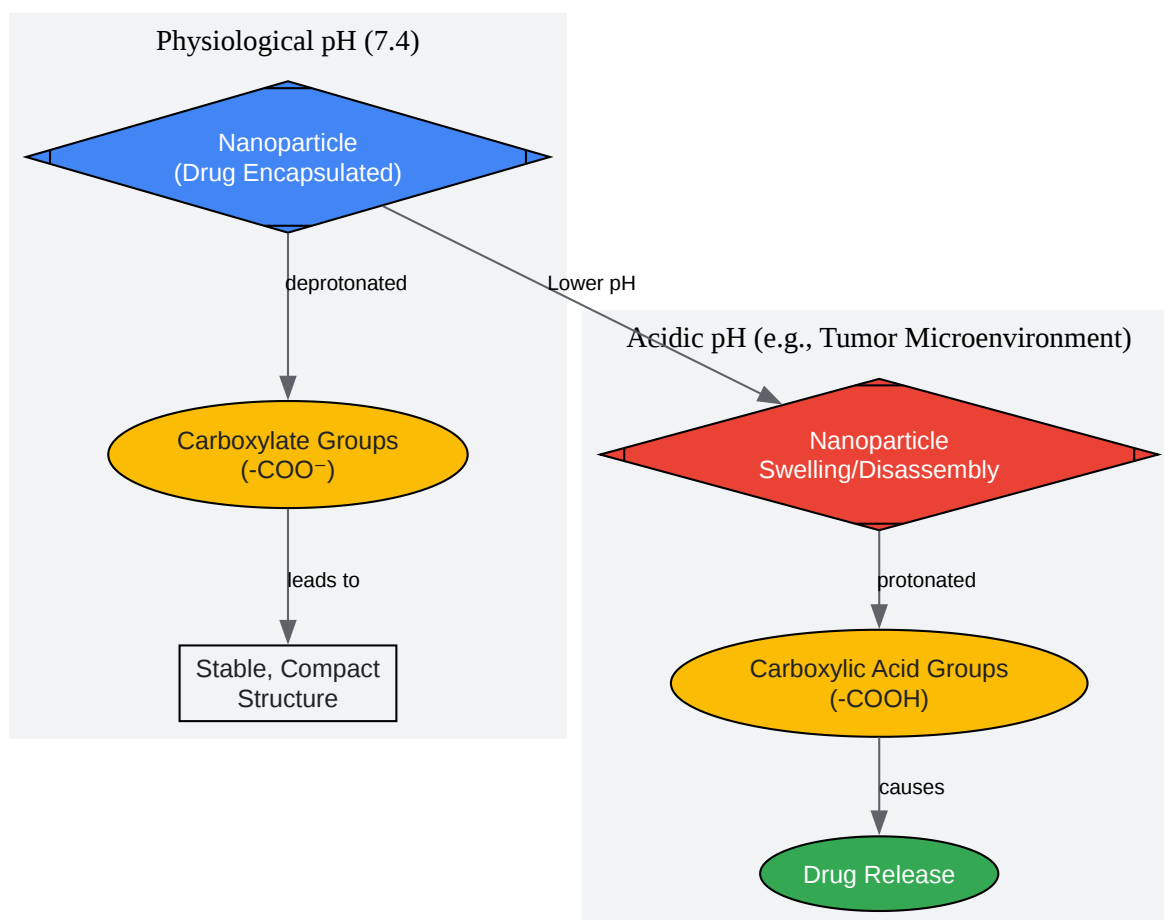 Physiological pH (7.4)
Nanoparticle
(Drug Encapsulated)
deprotonated
Carboxylate Groups
(-COO⁻)
leads to
Stable, Compact
Structure
Lower pH
Acidic pH (e.g., Tumor Microenvironment)
Nanoparticle
Swelling/Disassembly
protonated
Carboxylic Acid Groups
(-COOH)
causes
Drug Release